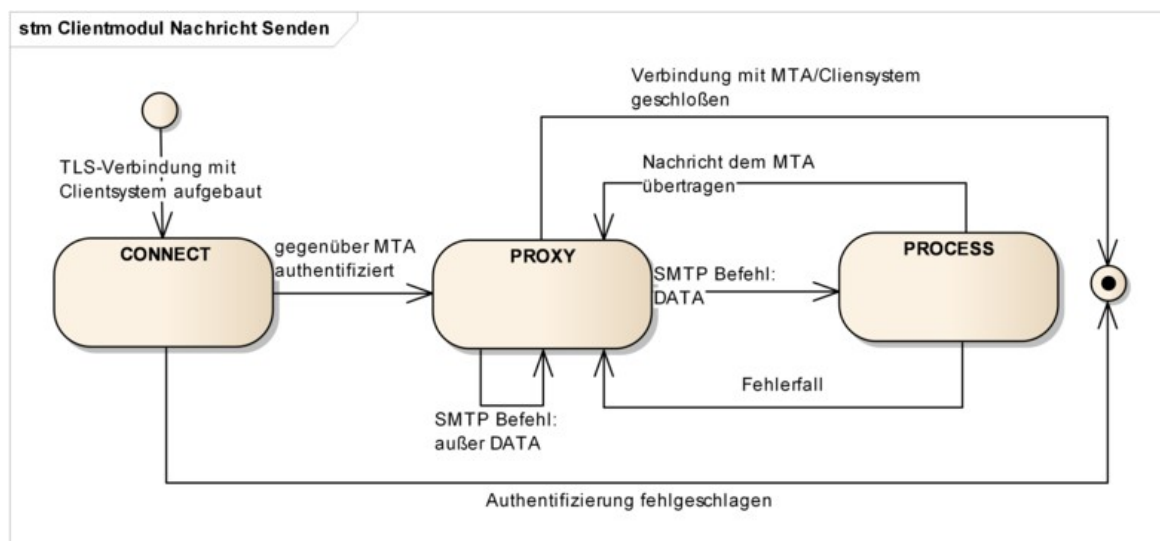 stm Clientmodul Nachricht Senden
Verbindung mit MTA/Cliensystem
geschloßen
TLS-Verbindung mit
Clientsystem aufgebaut
Nachricht dem MTA
übertragen
CONNECT
gegenüber MTA
authentifiziert
PROXY
SMTP Befehl:
DATA
PROCESS
SMTP Befehl:
außer DATA
Fehlerfall
Authentifizierung fehlgeschlagen